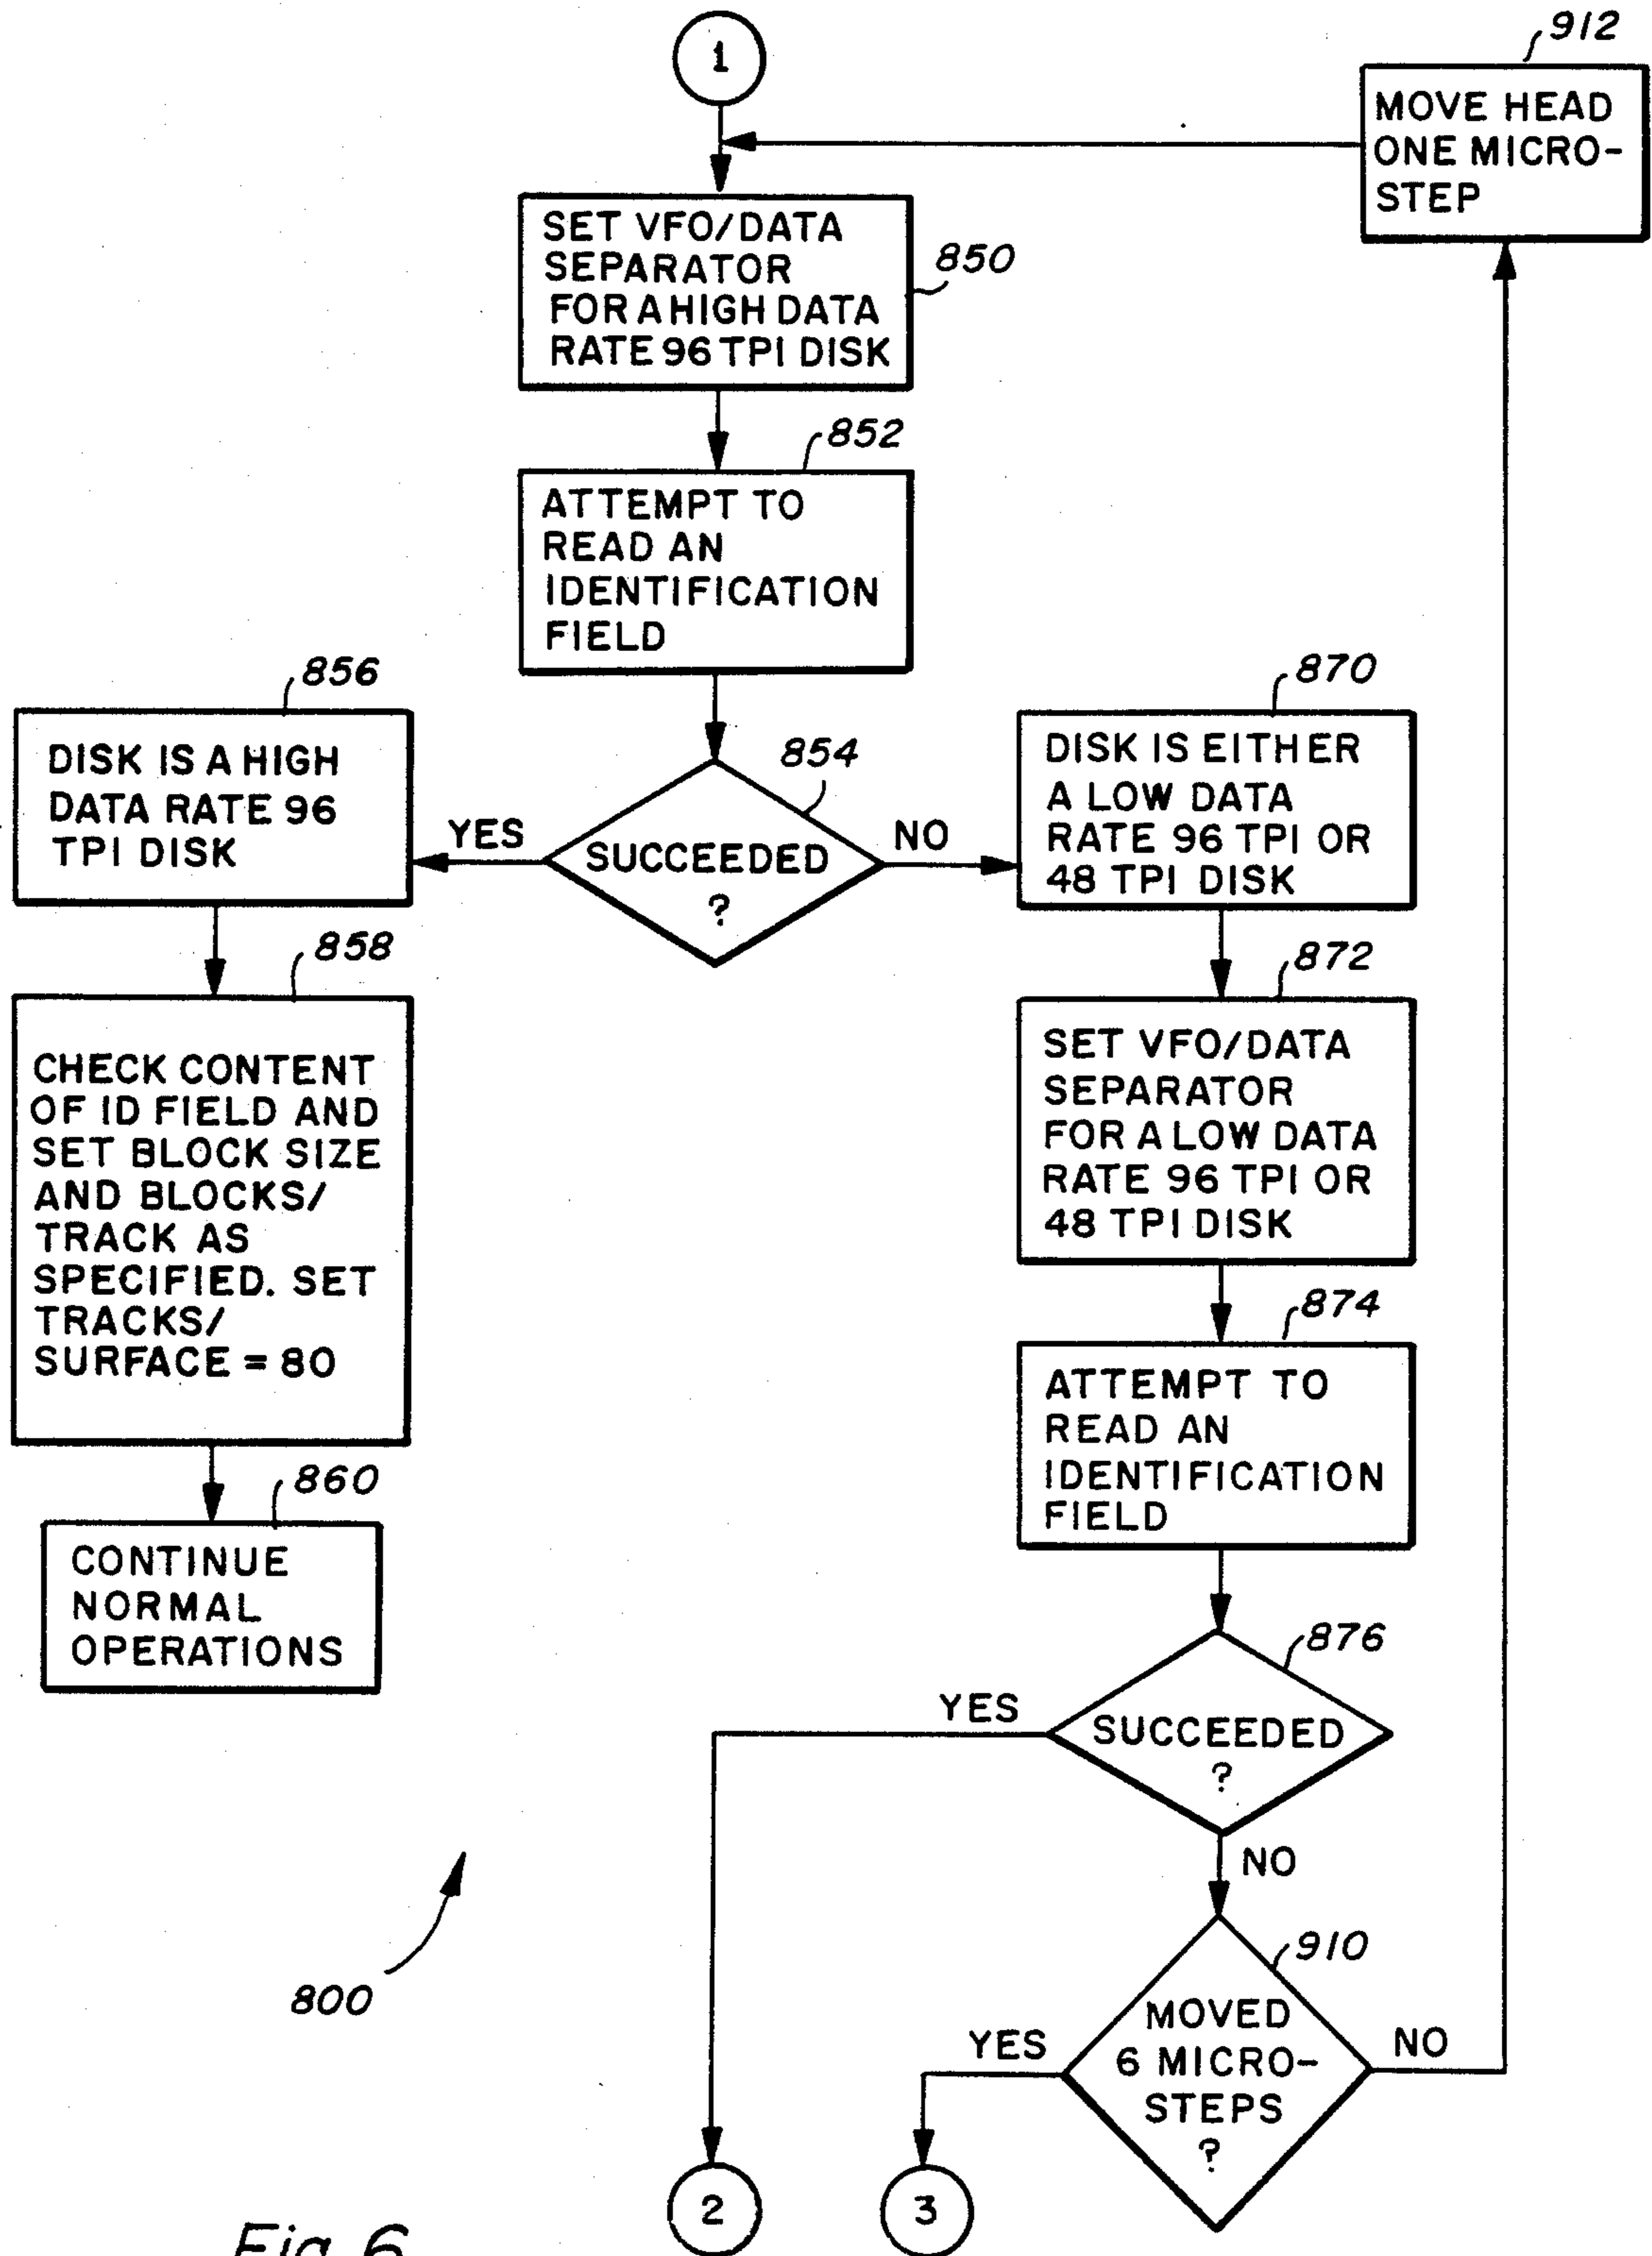 1
912
MOVE HEAD
ONE MICRO-
STEP
SET VFO/DATA
SEPARATOR
FOR A HIGH DATA
RATE 96 TPI DISK
850
852
ATTEMPT TO
READ AN
IDENTIFICATION
FIELD
856
DISK IS A HIGH
DATA RATE 96
TPI DISK
YES
854
SUCCEEDED
?
NO
870
DISK IS EITHER
A LOW DATA
RATE 96 TPI OR
48 TPI DISK
858
CHECK CONTENT
OF ID FIELD AND
SET BLOCK SIZE
AND BLOCKS/
TRACK AS
SPECIFIED. SET
TRACKS/
SURFACE = 80
872
SET VFO/DATA
SEPARATOR
FOR A LOW DATA
RATE 96 TPI OR
48 TPI DISK
860
CONTINUE
NORMAL
OPERATIONS
874
ATTEMPT TO
READ AN
IDENTIFICATION
FIELD
876
YES
SUCCEEDED
?
NO
800
910
YES
MOVED
6 MICRO-
STEPS
?
NO
2
3
Fig. 6